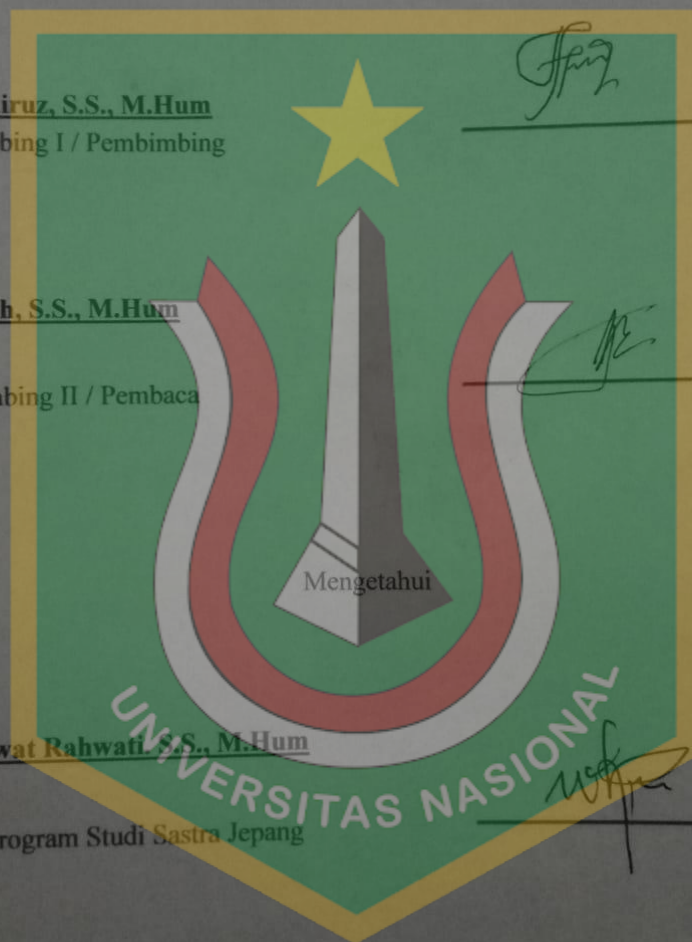 iruz, S.S., M.Hum
bing I / Pembimbing
h, S.S., M.Hum
bing II / Pembaca
Mengetahui
wat Rahwati, S.S., M.Hum
rogram Studi Sastra Jepang
UNIVERSITAS NASIONAL